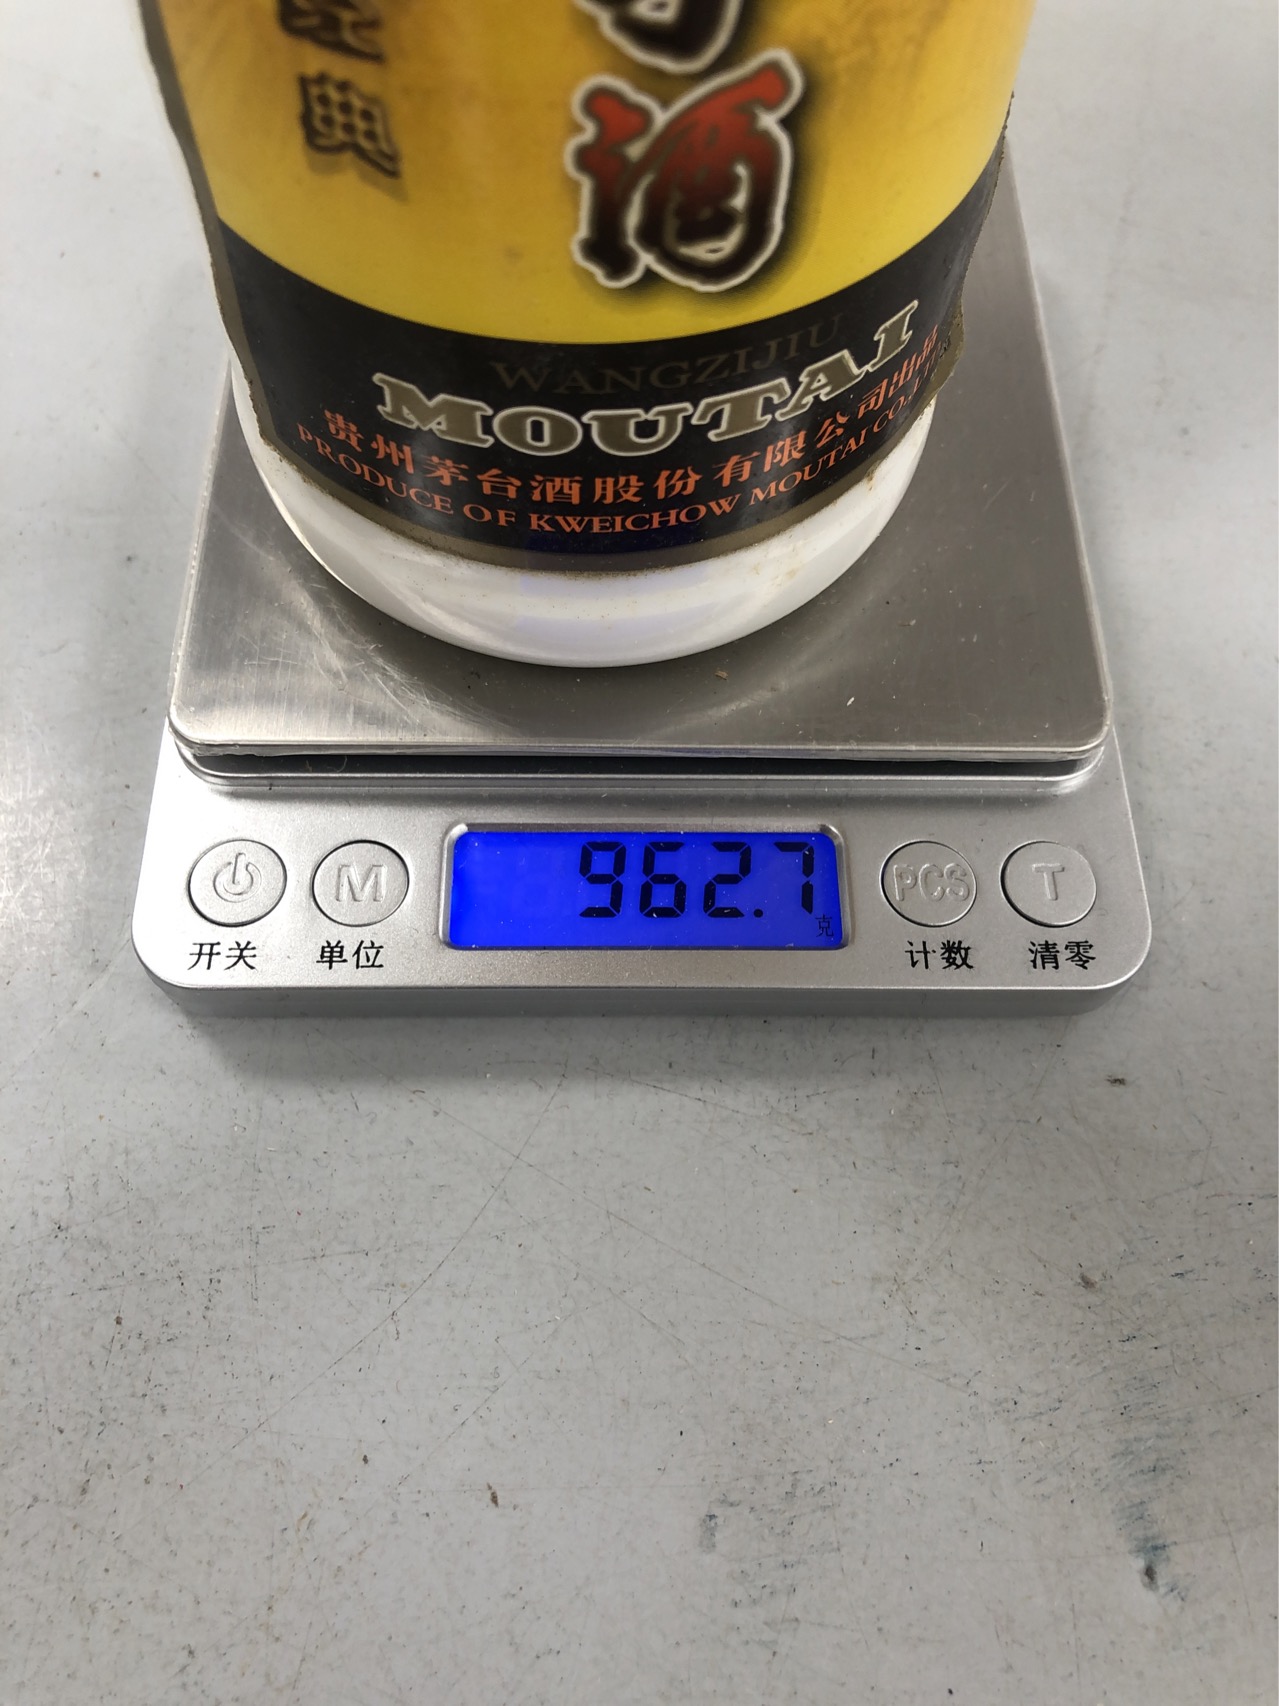 典
酒
WANGZIJIU
MOUTAI
贵州茅台酒股份有限公司出品
PRODUCE OF KWEICHOW MOUTAI CO.,LTD
962.7
克
M
PCS
T
开关
单位
计数
清零